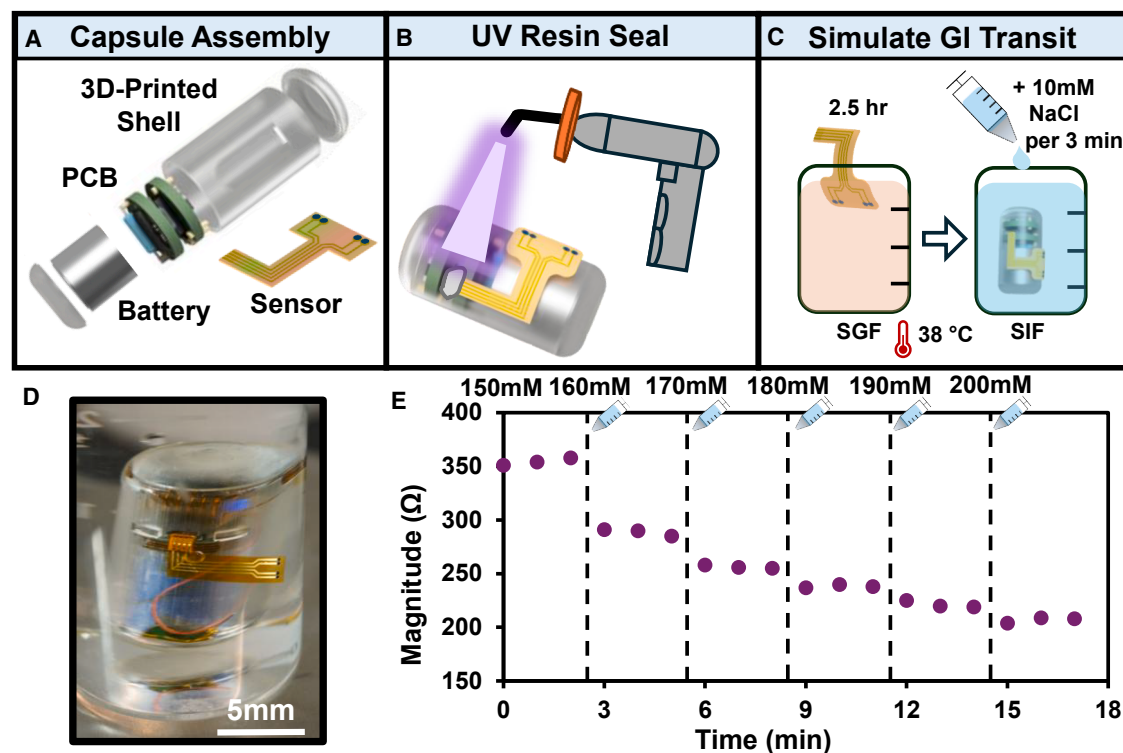 A Capsule Assembly
3D-Printed
Shell
PCB
Battery
Sensor
B UV Resin Seal
C Simulate GI Transit
2.5 hr
+ 10mM
NaCl
per 3 min
SGF
38 °C
SIF
D
5mm
E
150mM 160mM 170mM 180mM 190mM 200mM
400
350
300
250
200
150
Magnitude (Ω)
0 3 6 9 12 15 18
Time (min)